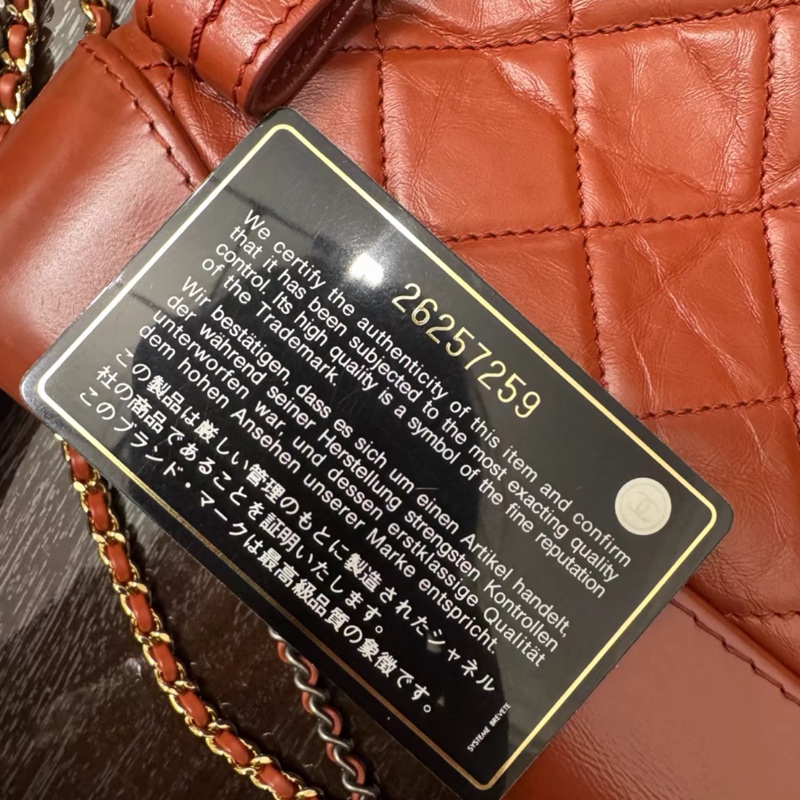 26257259
We certify the authenticity of this item and confirm
that it has been subjected to the most exacting quality
control. Its high quality is a symbol of the fine reputation
of the Trademark.
Wir bestätigen, dass es sich um einen Artikel handelt,
der während seiner Herstellung strengsten Kontrollen
unterworfen war und dessen erstklassige Qualität
dem hohen Ansehen unserer Marke entspricht.
この製品は厳しい管理のもとに製造されたシャネル
社の商品であることを証明いたします。
このブランド・マークは最高級品質の象徴です。
SYSTÈME BREVETE